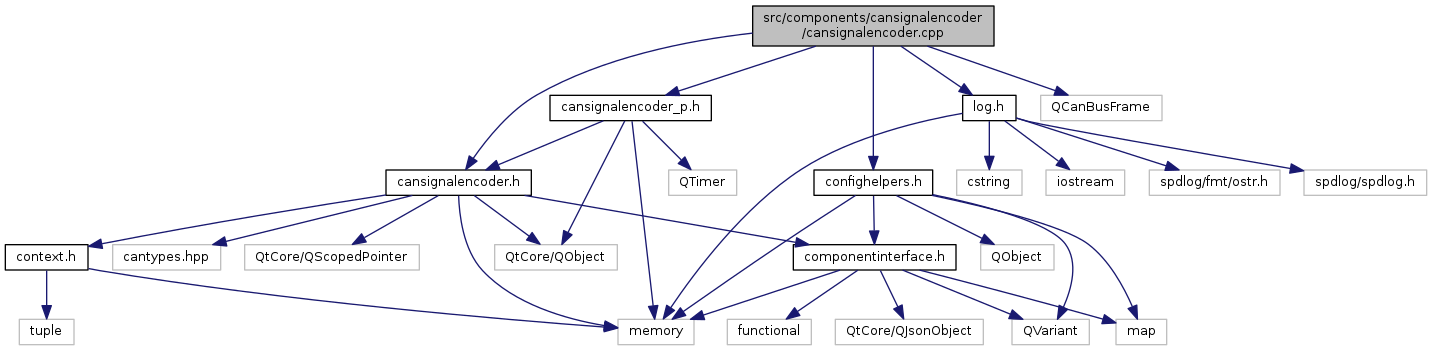 src/components/cansignalencoder
/cansignalencoder.cpp
cansignalencoder_p.h
log.h
QCanBusFrame
cansignalencoder.h
QTimer
confighelpers.h
cstring
iostream
spdlog/fmt/ostr.h
spdlog/spdlog.h
context.h
cantypes.hpp
QtCore/QScopedPointer
QtCore/QObject
componentinterface.h
QObject
tuple
memory
functional
QtCore/QJsonObject
QVariant
map